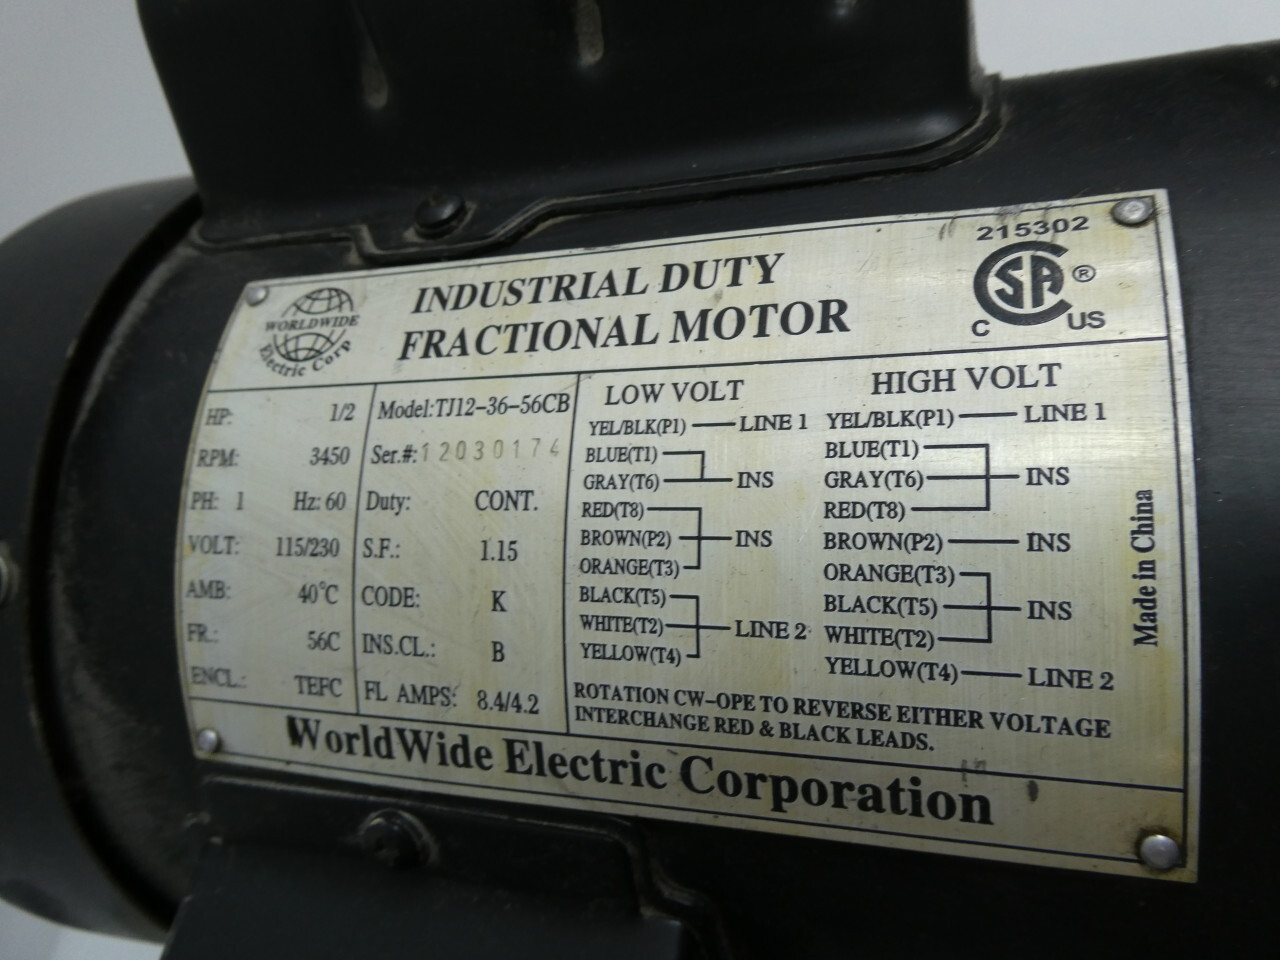 215302
WORLDWIDE
Electric Corp
INDUSTRIAL DUTY
FRACTIONAL MOTOR
CSA ®
C US
HP: 1/2
RPM: 3450
PH: 1 Hz: 60
VOLT: 115/230
AMB: 40°C
FR.: 56C
ENCL.: TEFC
Model:TJ12-36-56CB
Ser.#:12030174
Duty: CONT.
S.F.: 1.15
CODE: K
INS.CL.: B
FL AMPS: 8.4/4.2
LOW VOLT
YEL/BLK(P1) LINE 1
BLUE(T1)
GRAY(T6) INS
RED(T8)
BROWN(P2) INS
ORANGE(T3)
BLACK(T5)
WHITE(T2) LINE 2
YELLOW(T4)
HIGH VOLT
YEL/BLK(P1) LINE 1
BLUE(T1)
GRAY(T6) INS
RED(T8)
BROWN(P2) INS
ORANGE(T3)
BLACK(T5) INS
WHITE(T2)
YELLOW(T4) LINE 2
ROTATION CW-OPE TO REVERSE EITHER VOLTAGE
INTERCHANGE RED & BLACK LEADS.
Made in China
WorldWide Electric Corporation